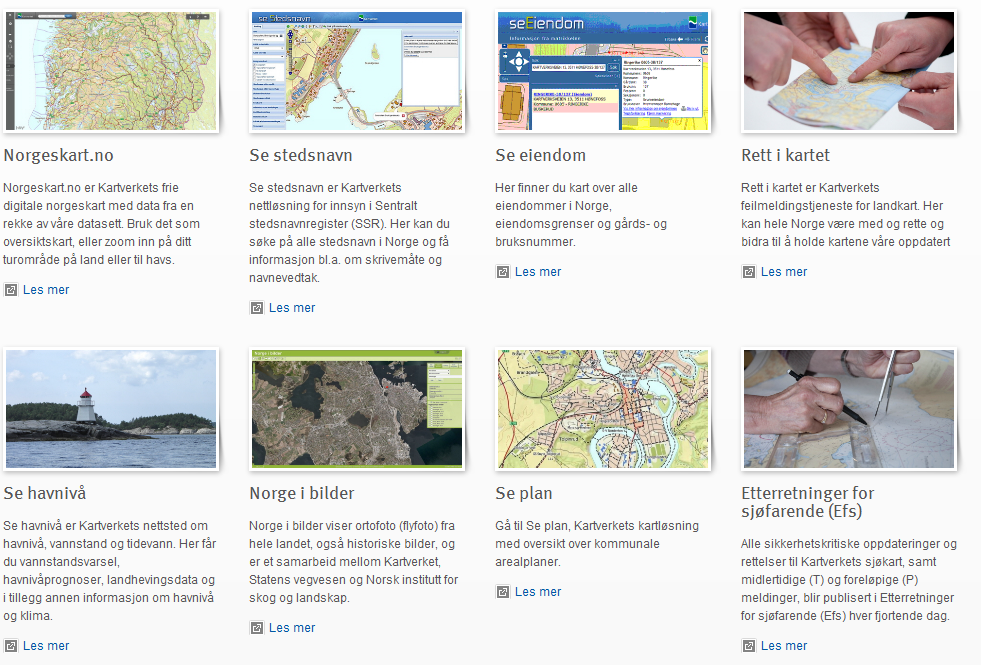 se stedsnavn
seEiendom
Informasjon fra matrikkelen
Norgeskart.no
Norgeskart.no er Kartverkets frie
digitale norgeskart med data fra en
rekke av våre datasett. Bruk det som
oversiktskart, eller zoom inn på ditt
turområde på land eller til havs.
Les mer
Se stedsnavn
Se stedsnavn er Kartverkets
nettløsning for innsyn i Sentralt
stedsnavnregister (SSR). Her kan du
søke på alle stedsnavn i Norge og få
informasjon bl.a. om skrivemåte og
navnevedtak.
Les mer
Se eiendom
Her finner du kart over alle
eiendommer i Norge,
eiendomsgrenser og gårds- og
bruksnummer.
Les mer
Rett i kartet
Rett i kartet er Kartverkets
feilmeldingstjeneste for landkart. Her
kan hele Norge være med og rette og
bidra til å holde kartene våre oppdatert
Les mer
Norge i bilder
Se havnivå
Se havnivå er Kartverkets nettsted om
havnivå, vannstand og tidevann. Her får
du vannstandsvarsel,
havnivåprognoser, landhevingsdata og
i tillegg annen informasjon om havnivå
og klima.
Les mer
Norge i bilder
Norge i bilder viser ortofoto (flyfoto) fra
hele landet, også historiske bilder, og
er et samarbeid mellom Kartverket,
Statens vegvesen og Norsk institutt for
skog og landskap.
Les mer
Se plan
Gå til Se plan, Kartverkets kartløsning
med oversikt over kommunale
arealplaner.
Les mer
Etterretninger for
sjøfarende (Efs)
Alle sikkerhetskritiske oppdateringer og
rettelser til Kartverkets sjøkart, samt
midlertidige (T) og foreløpige (P)
meldinger, blir publisert i Etterretninger
for sjøfarende (Efs) hver fjortende dag.
Les mer